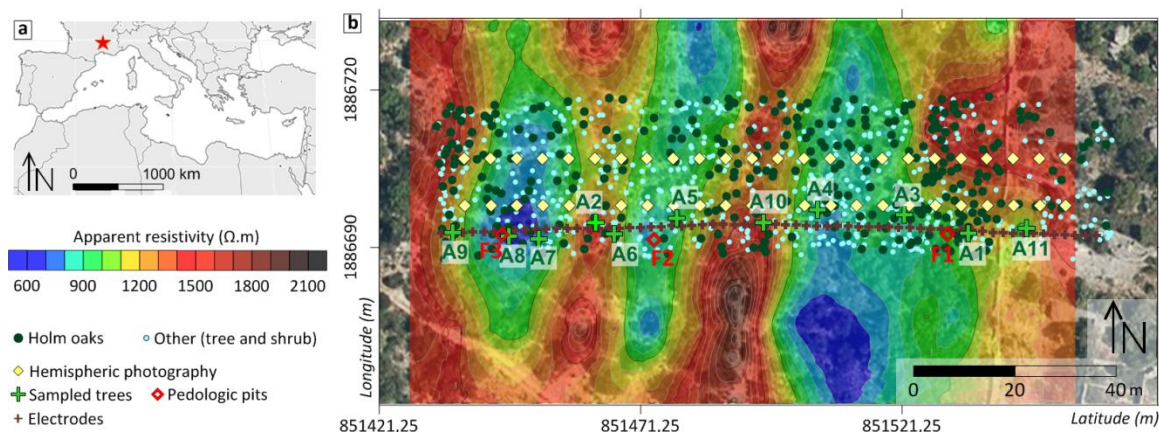 a
N
0 1000 km
Apparent resistivity (Ω.m)
600 900 1200 1500 1800 2100
Holm oaks
Other (tree and shrub)
Hemispheric photography
Sampled trees
Pedologic pits
Electrodes
b
1886720
1886690
Longitude (m)
A9
F3
A8
A7
A2
A6
A5
F2
A10
A4
A3
F1
A1
A11
N
0 20 40 m
851421,25 851471.25 851521.25
Latitude (m)